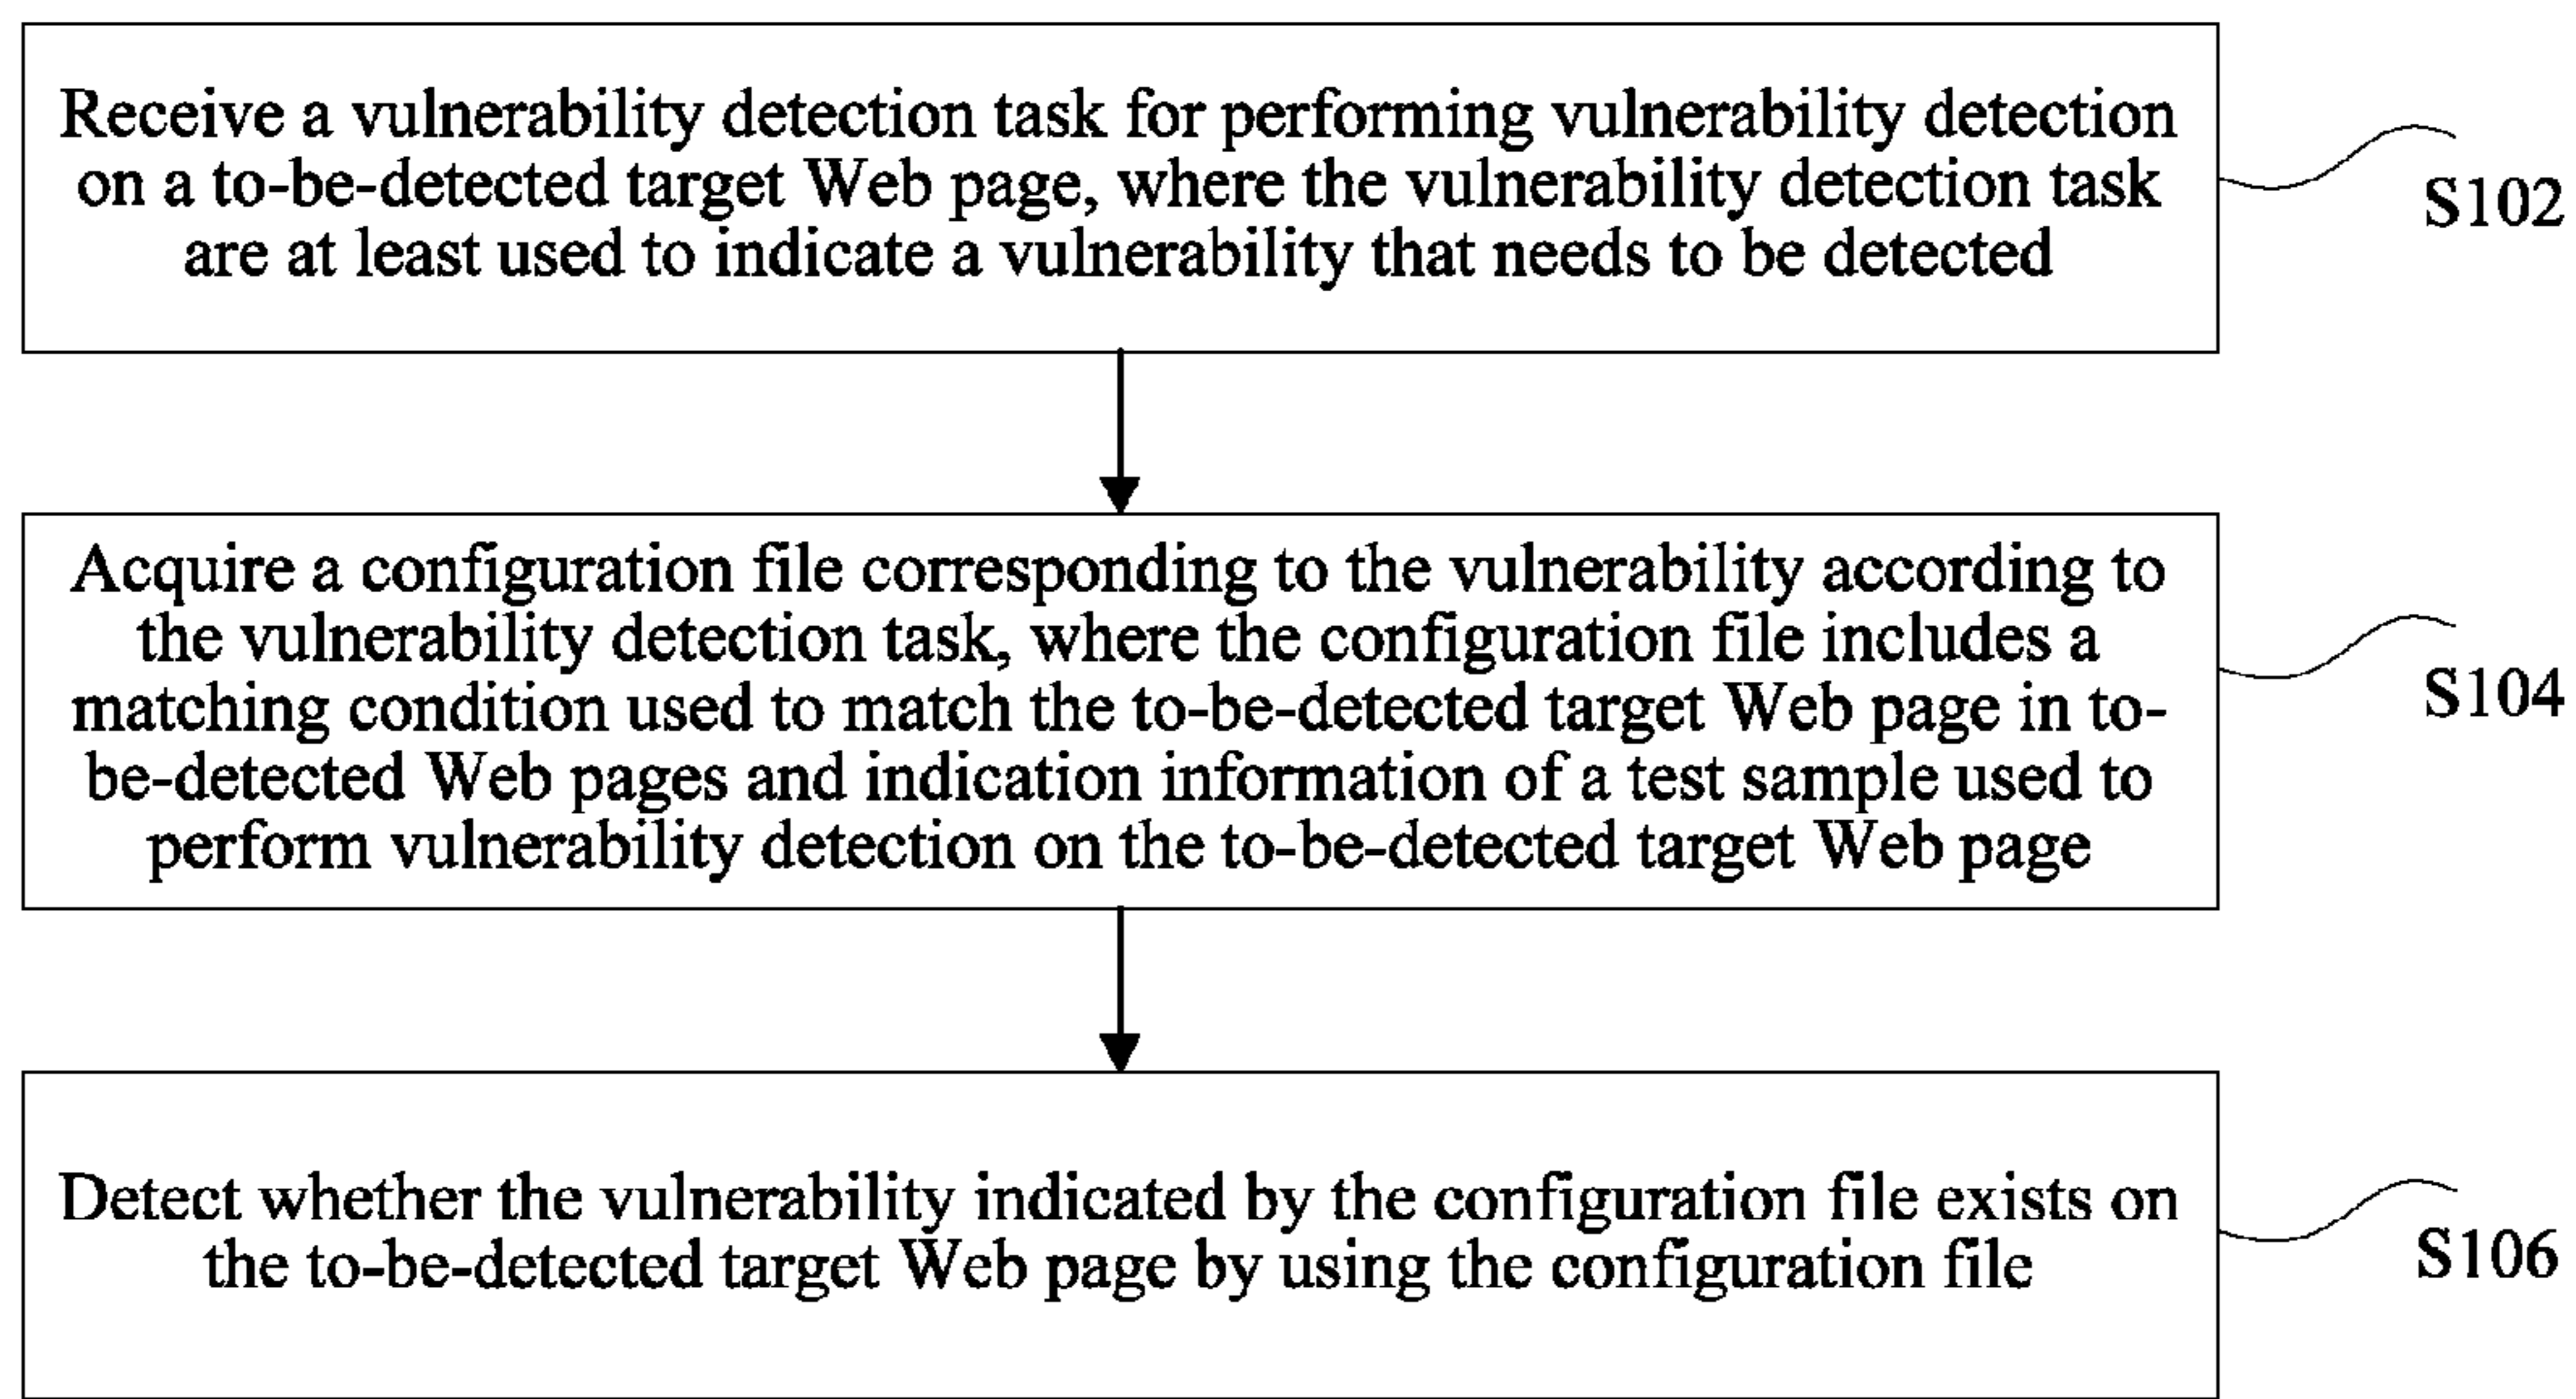 Receive a vulnerability detection task for performing vulnerability detection
on a to-be-detected target Web page, where the vulnerability detection task
are at least used to indicate a vulnerability that needs to be detected
S102
Acquire a configuration file corresponding to the vulnerability according to
the vulnerability detection task, where the configuration file includes a
matching condition used to match the to-be-detected target Web page in to-
be-detected Web pages and indication information of a test sample used to
perform vulnerability detection on the to-be-detected target Web page
S104
Detect whether the vulnerability indicated by the configuration file exists on
the to-be-detected target Web page by using the configuration file
S106